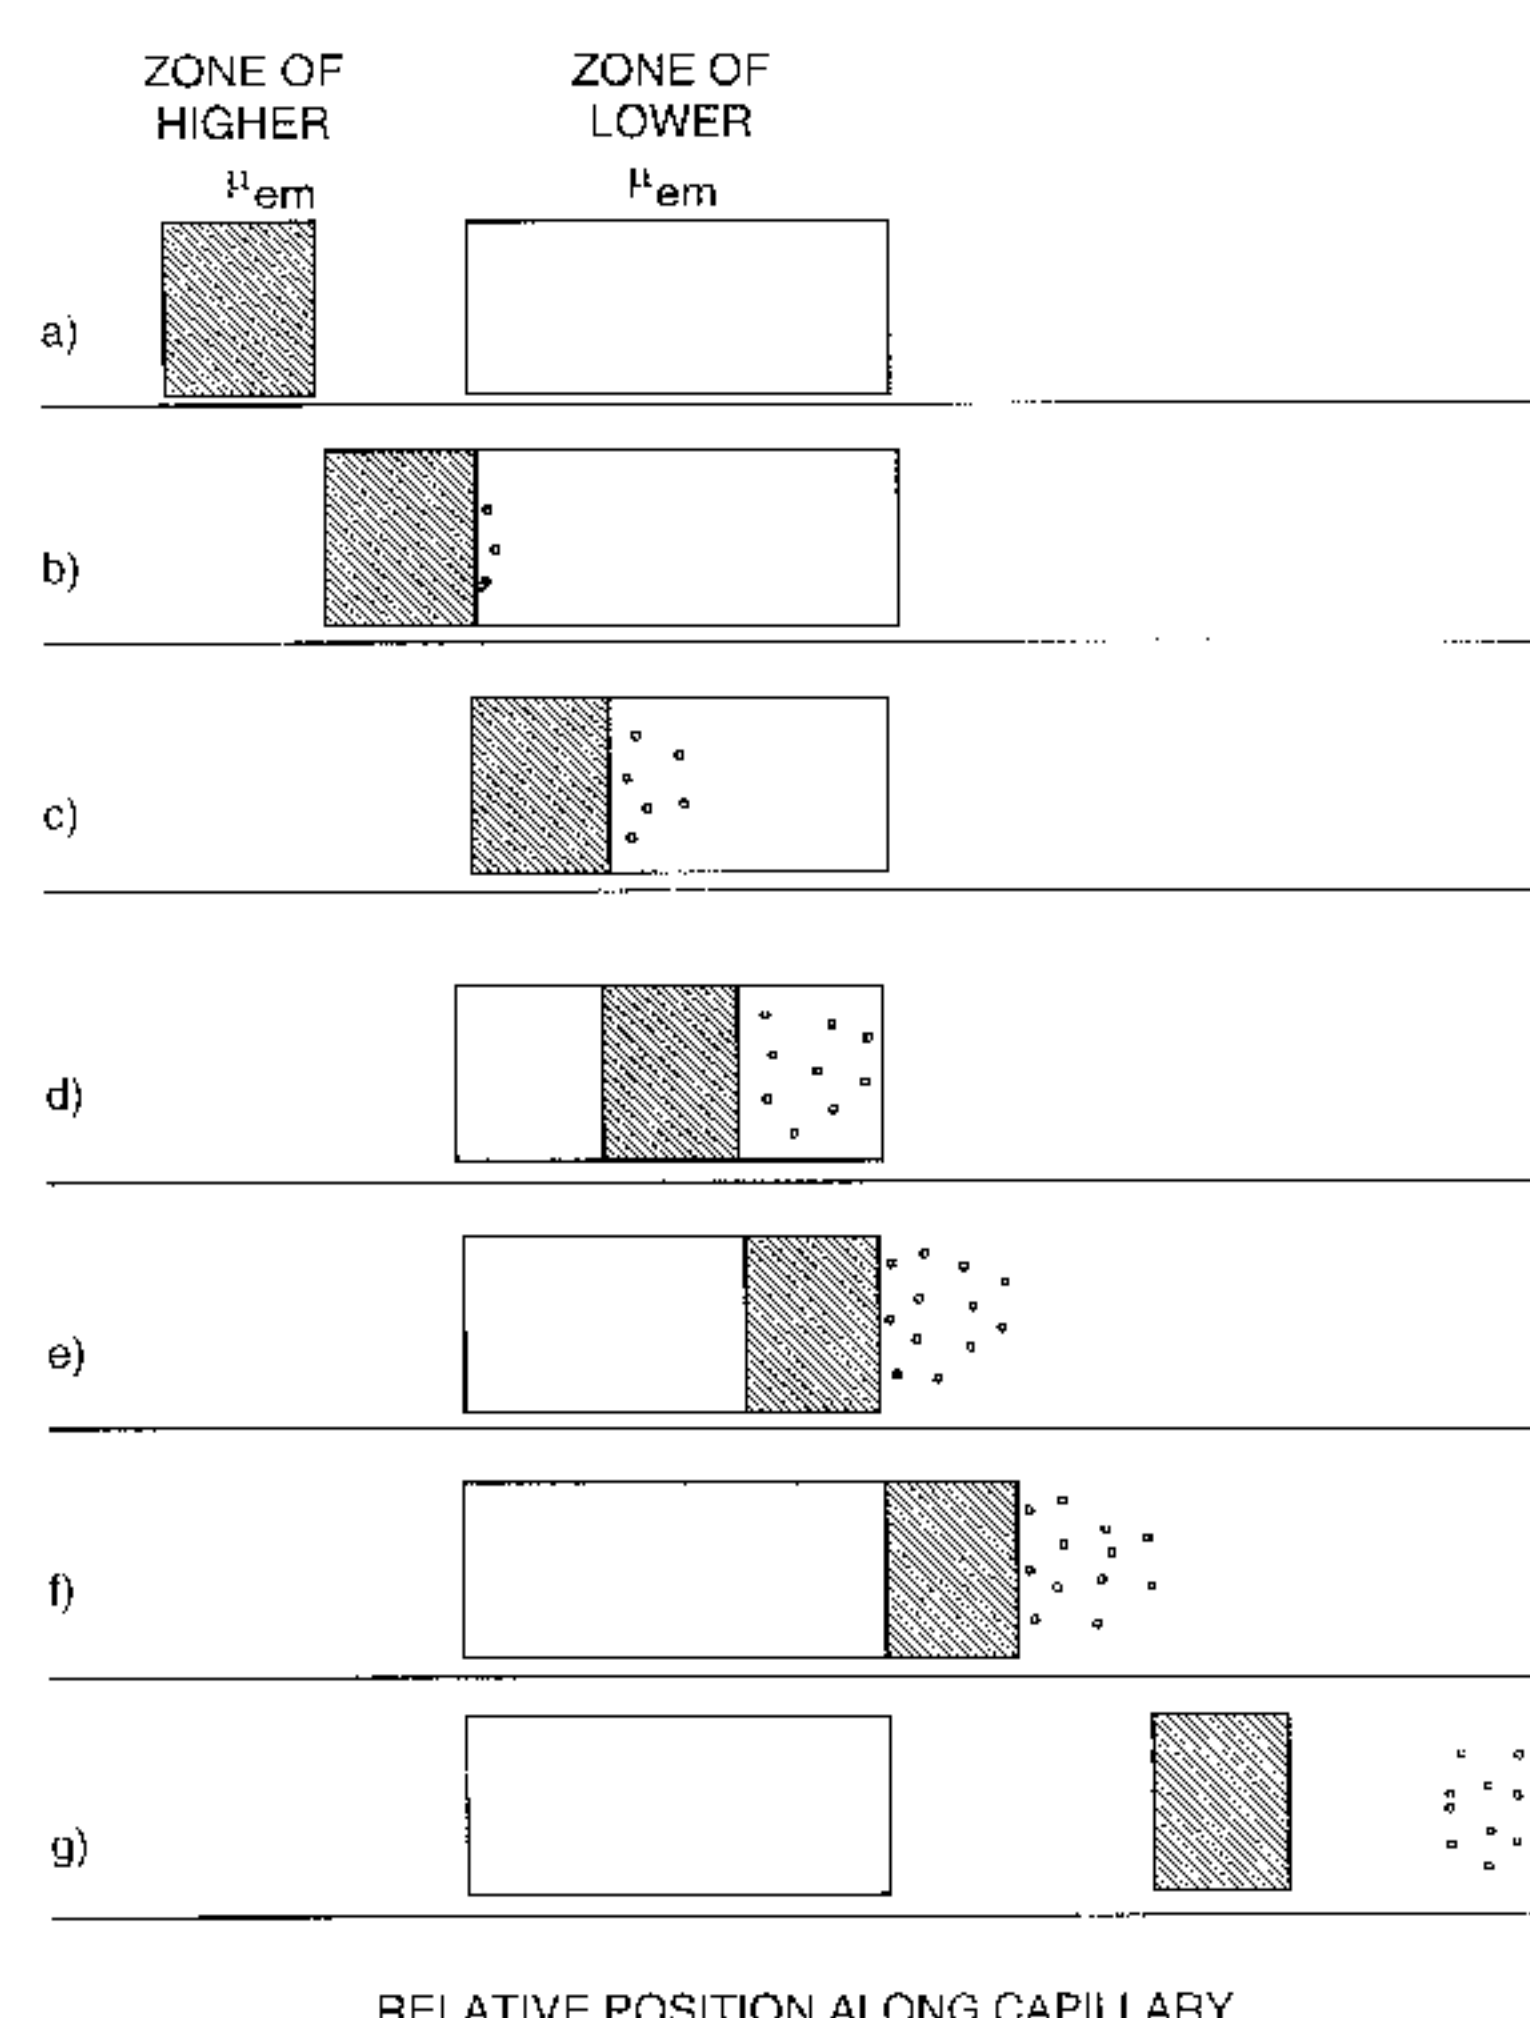 ZONE OF
HIGHER
μem
ZONE OF
LOWER
μem
a)
b)
c)
d)
e)
f)
g)
RELATIVE POSITION ALONG CAPILLARY